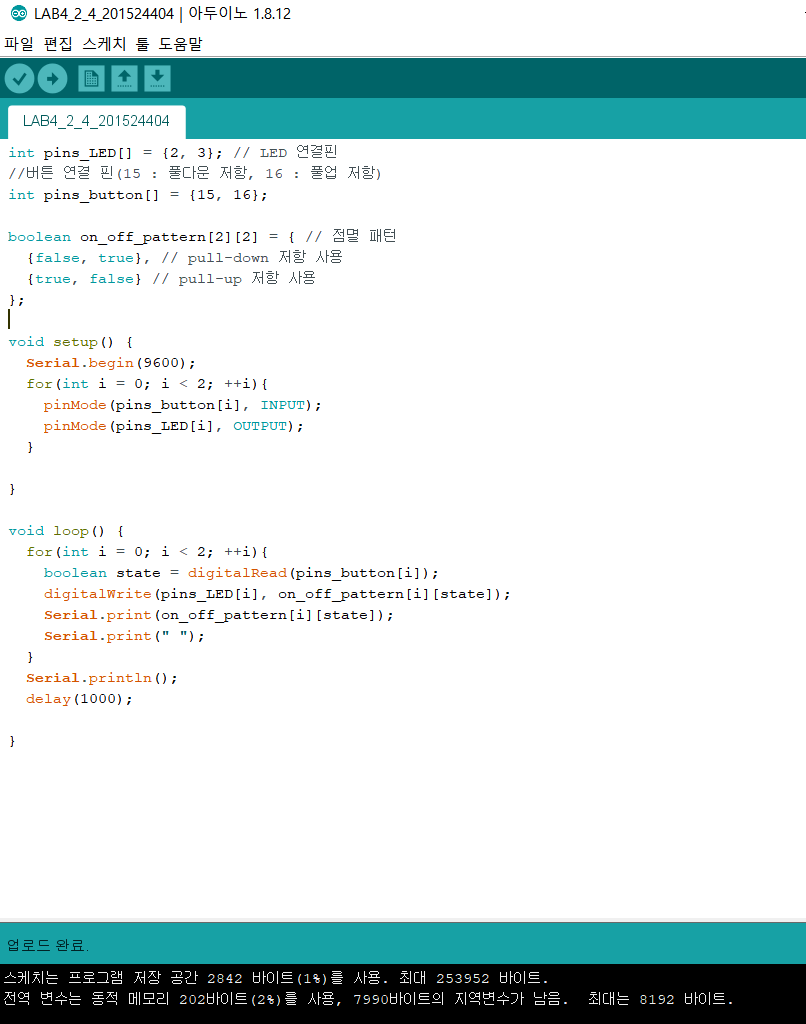 LAB4_2_4_201524404 | 아두이노 1.8.12
파일 편집 스케치 툴 도움말
LAB4_2_4_201524404
int pins_LED[] = {2, 3}; // LED 연결핀
//버튼 연결 핀(15 : 풀다운 저항, 16 : 풀업 저항)
int pins_button[] = {15, 16};
boolean on_off_pattern[2][2] = { // 점멸 패턴
  {false, true}, // pull-down 저항 사용
  {true, false} // pull-up 저항 사용
};
void setup() {
  Serial.begin(9600);
  for(int i = 0; i < 2; ++i){
    pinMode(pins_button[i], INPUT);
    pinMode(pins_LED[i], OUTPUT);
  }
}
void loop() {
  for(int i = 0; i < 2; ++i){
    boolean state = digitalRead(pins_button[i]);
    digitalWrite(pins_LED[i], on_off_pattern[i][state]);
    Serial.print(on_off_pattern[i][state]);
    Serial.print(" ");
  }
  Serial.println();
  delay(1000);
}
업로드 완료.
스케치는 프로그램 저장 공간 2842 바이트(1%)를 사용. 최대 253952 바이트.
전역 변수는 동적 메모리 202바이트(2%)를 사용, 7990바이트의 지역변수가 남음.  최대는 8192 바이트.